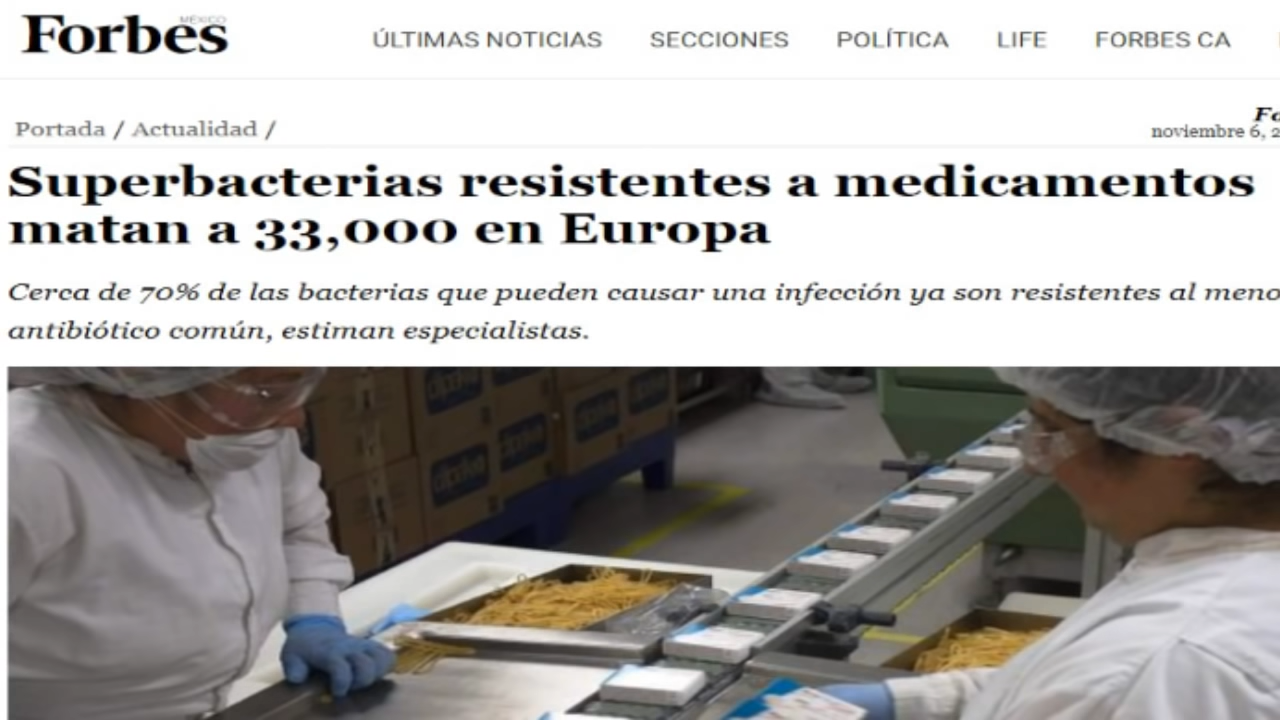 Forbes
MÉXICO
ÚLTIMAS NOTICIAS SECCIONES POLÍTICA LIFE FORBES CA
Portada / Actualidad /
noviembre 6,
Superbacterias resistentes a medicamentos
matan a 33,000 en Europa
Cerca de 70% de las bacterias que pueden causar una infección ya son resistentes al
antibiótico común, estiman especialistas.